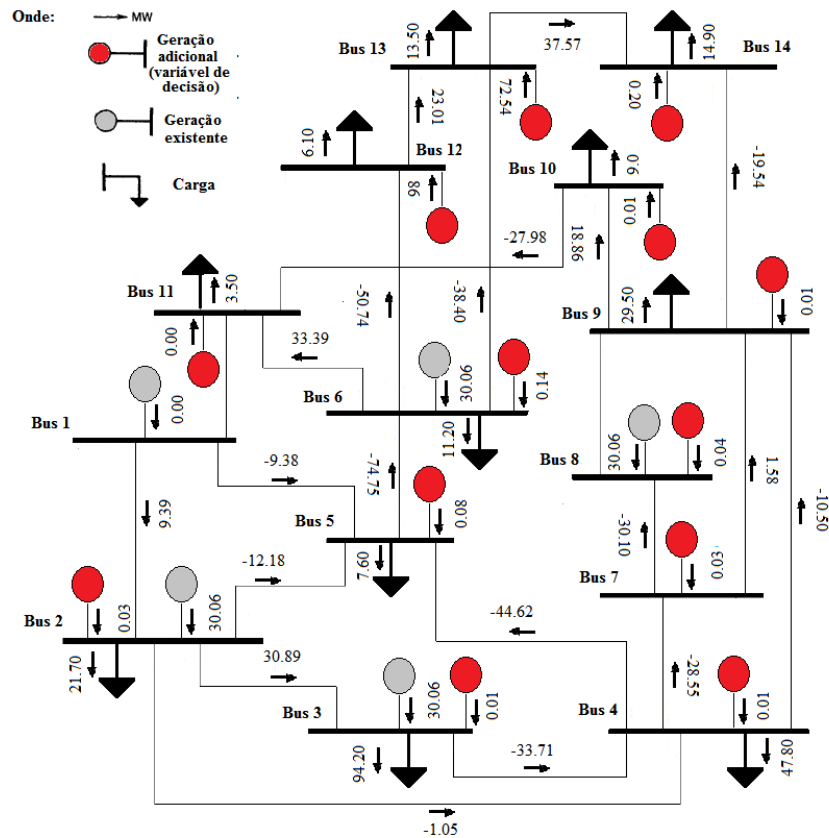 Onde:
MW
Geração
adicional
(variável de
decisão)
Geração
existente
Carga
Bus 13
13.50
37.57
Bus 14
14.90
72.54
0.20
23.01
6.10
Bus 12
98
Bus 10
9.0
0.01
-19.54
-27.98
18.86
Bus 11
3.50
0.00
-50.74
-38.40
Bus 9
29.50
0.01
33.39
Bus 6
30.06
0.14
11.20
Bus 1
0.00
Bus 8
30.06
0.04
-9.38
-74.75
9.39
Bus 5
0.08
7.60
1.58
-10.50
-30.10
0.03
Bus 7
-12.18
Bus 2
0.03
30.06
21.70
-44.62
30.89
-28.55
Bus 3
30.06
0.01
94.20
Bus 4
0.01
47.80
-33.71
-1.05